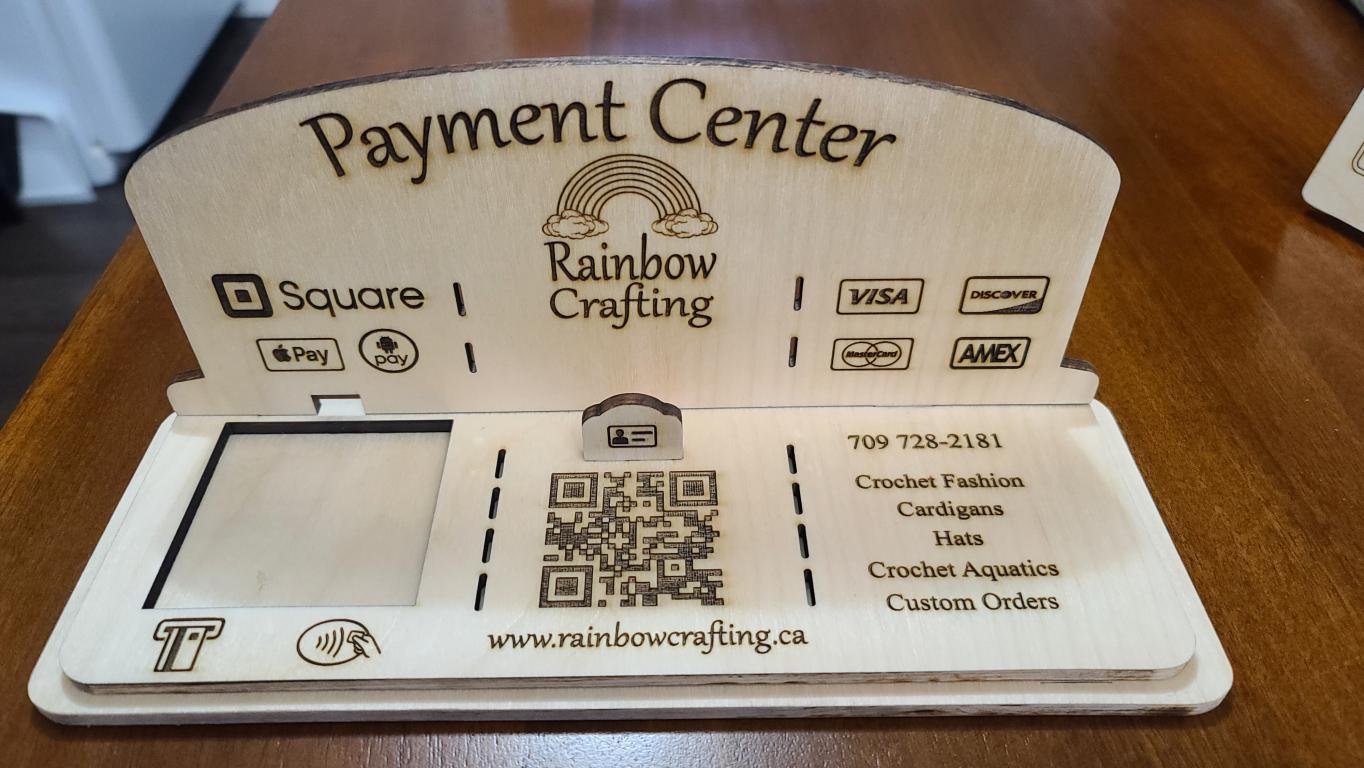 Payment Center
Rainbow
Crafting
Square
Pay
pay
VISA
DISCOVER
MasterCard
AMEX
709 728-2181
Crochet Fashion
Cardigans
Hats
Crochet Aquatics
Custom Orders
www.rainbowcrafting.ca